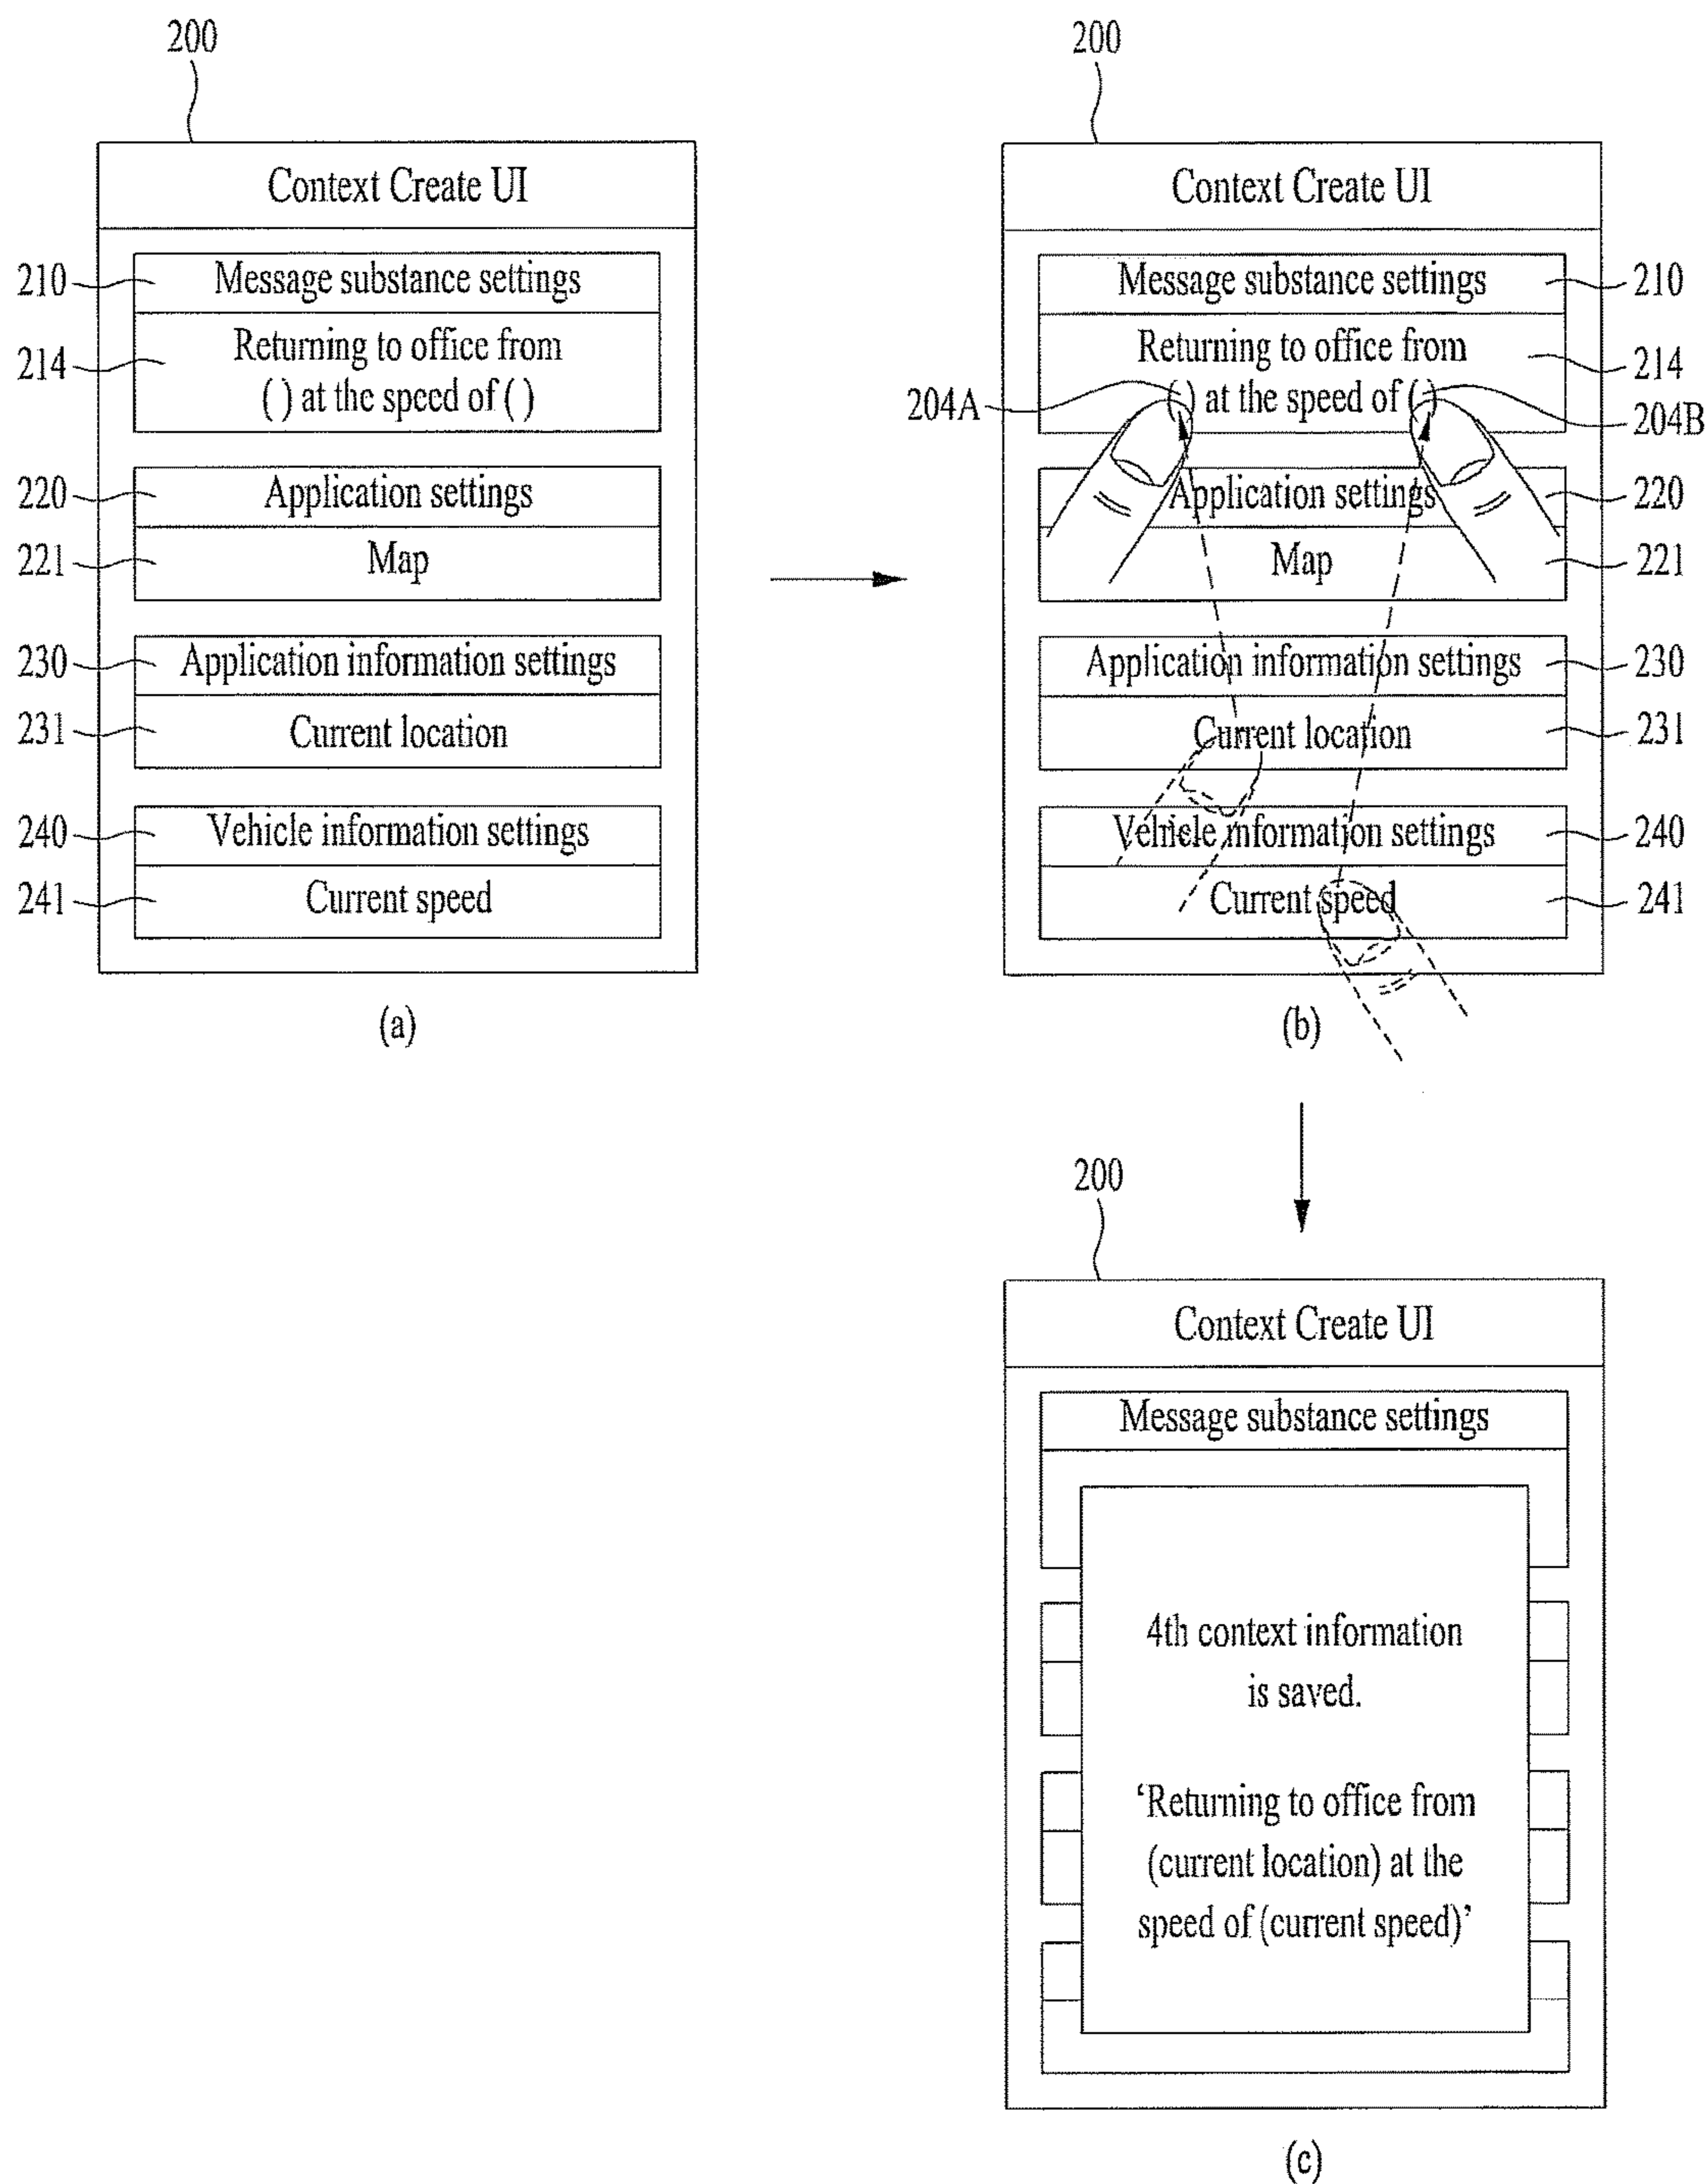 200
Context Create UI
210
Message substance settings
214
Returning to office from
( ) at the speed of ( )
220
Application settings
221
Map
230
Application information settings
231
Current location
240
Vehicle information settings
241
Current speed
(a)
200
Context Create UI
Message substance settings
210
Returning to office from
214
204A
( ) at the speed of ( )
204B
Application settings
220
Map
221
Application information settings
230
Current location
231
Vehicle information settings
240
Current speed
241
(b)
200
Context Create UI
Message substance settings
4th context information
is saved.
‘Returning to office from
(current location) at the
speed of (current speed)’
(c)